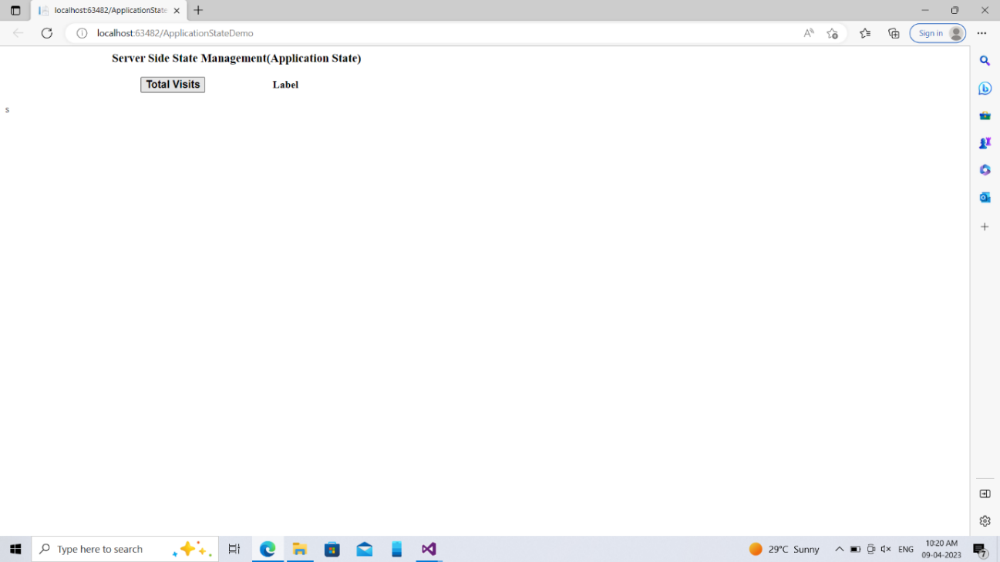 localhost:63482/ApplicationState
localhost:63482/ApplicationStateDemo
Sign in
Server Side State Management(Application State)
Total Visits Label
s
Type here to search
29°C Sunny
ENG
10:20 AM
09-04-2023
7